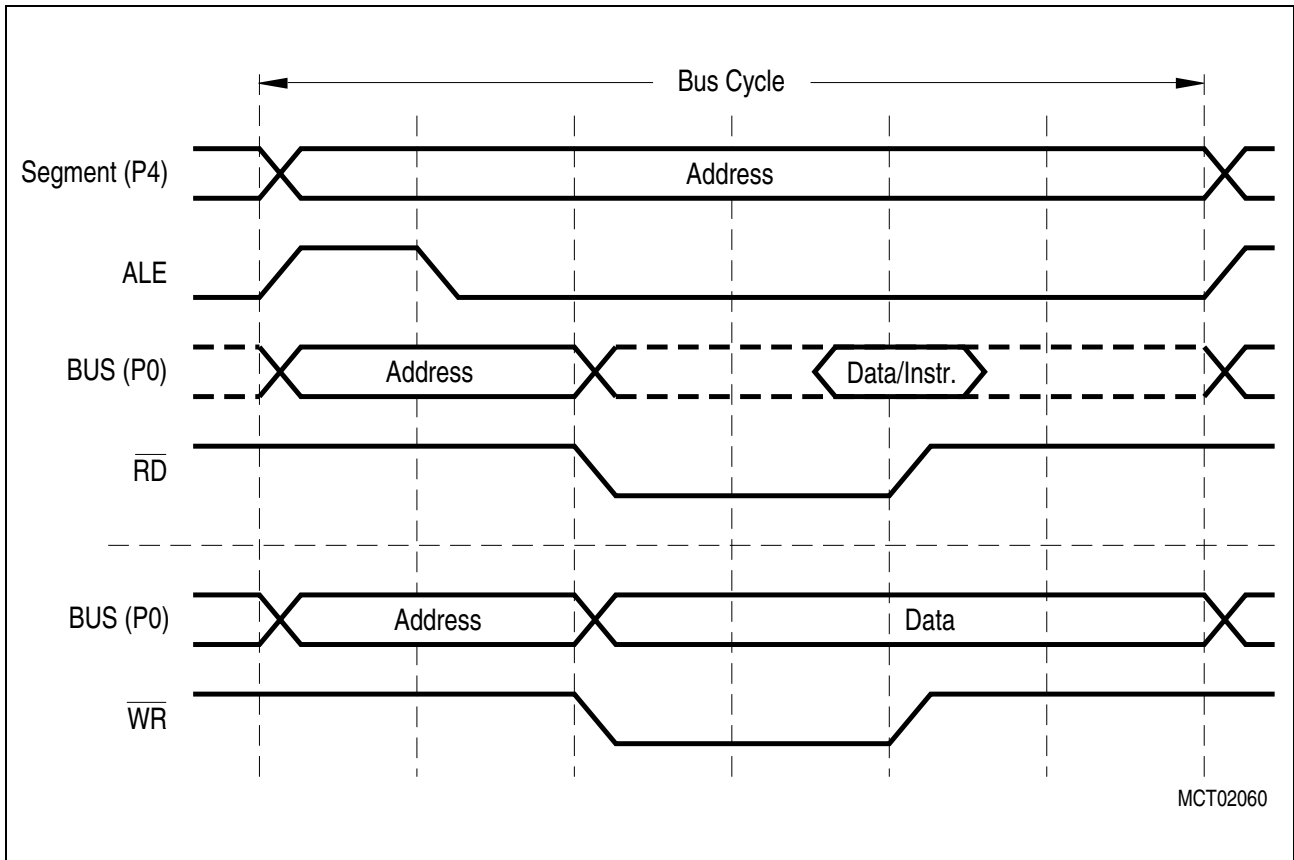 Bus Cycle
Segment (P4)
Address
ALE
BUS (P0)
Address
Data/Instr.
RD
BUS (P0)
Address
Data
WR
MCT02060